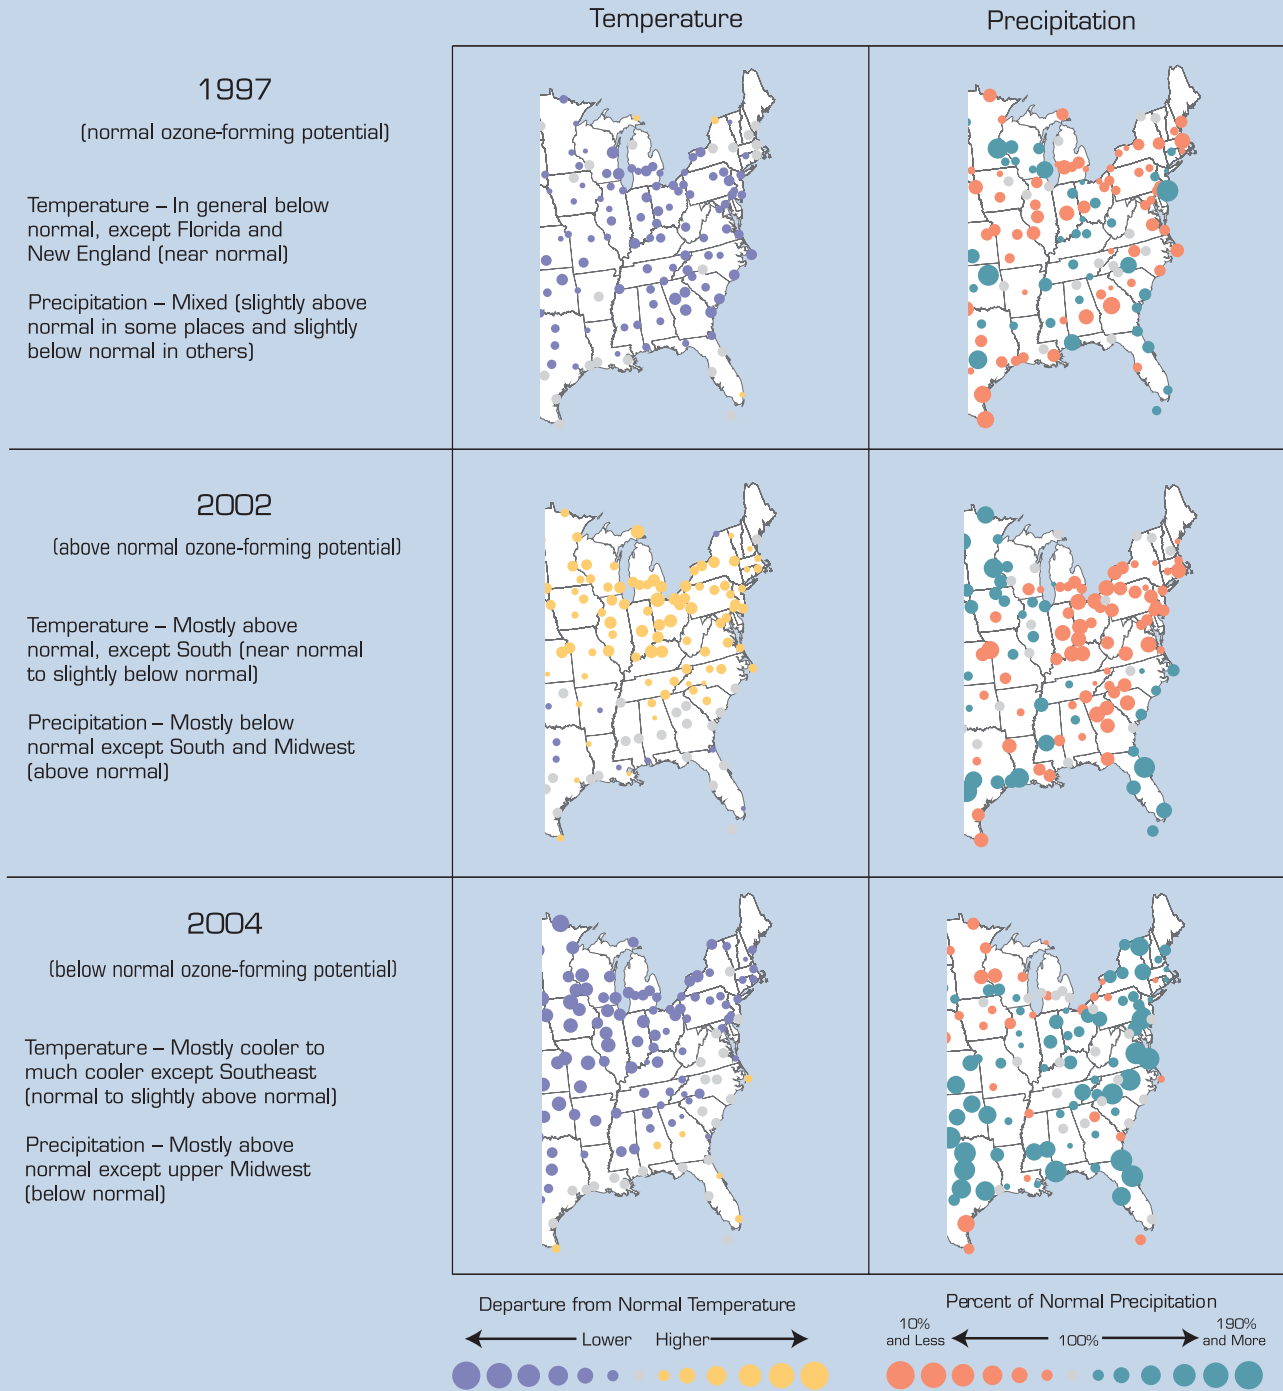 Temperature
Precipitation
1997
(normal ozone-forming potential)
Temperature – In general below
normal, except Florida and
New England (near normal)
Precipitation – Mixed (slightly above
normal in some places and slightly
below normal in others)
2002
(above normal ozone-forming potential)
Temperature – Mostly above
normal, except South (near normal
to slightly below normal)
Precipitation – Mostly below
normal except South and Midwest
(above normal)
2004
(below normal ozone-forming potential)
Temperature – Mostly cooler to
much cooler except Southeast
(normal to slightly above normal)
Precipitation – Mostly above
normal except upper Midwest
(below normal)
Departure from Normal Temperature
Lower Higher
Percent of Normal Precipitation
10%
and Less
100%
190%
and More